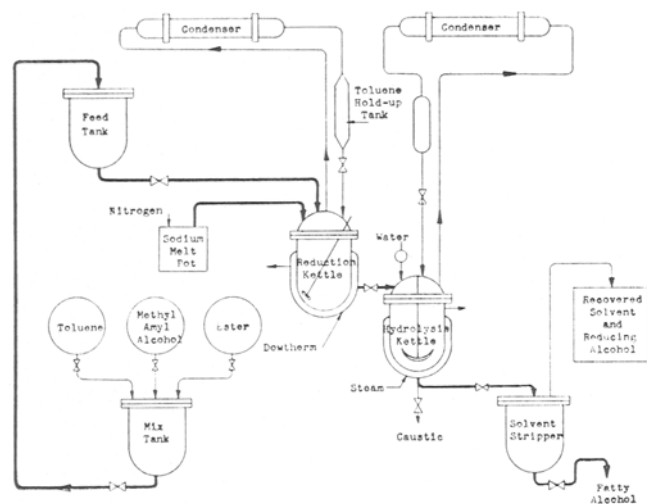 Condenser
Condenser
Toluene
Hold-up
Tank
Feed
Tank
Nitrogen
Sodium
Melt
Pot
Reduction
Kettle
Water
Toluene
Methyl
Amyl
Alcohol
Ester
Dowtherm
Hydrolysis
Kettle
Recovered
Solvent
and
Reducing
Alcohol
Steam
Mix
Tank
Caustic
Solvent
Stripper
Fatty
Alcohol